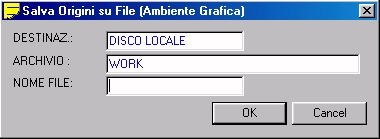 Salva Origini su File (Ambiente Grafica)
DESTINAZ.: DISCO LOCALE
ARCHIVIO : WORK
NOME FILE:
OK Cancel